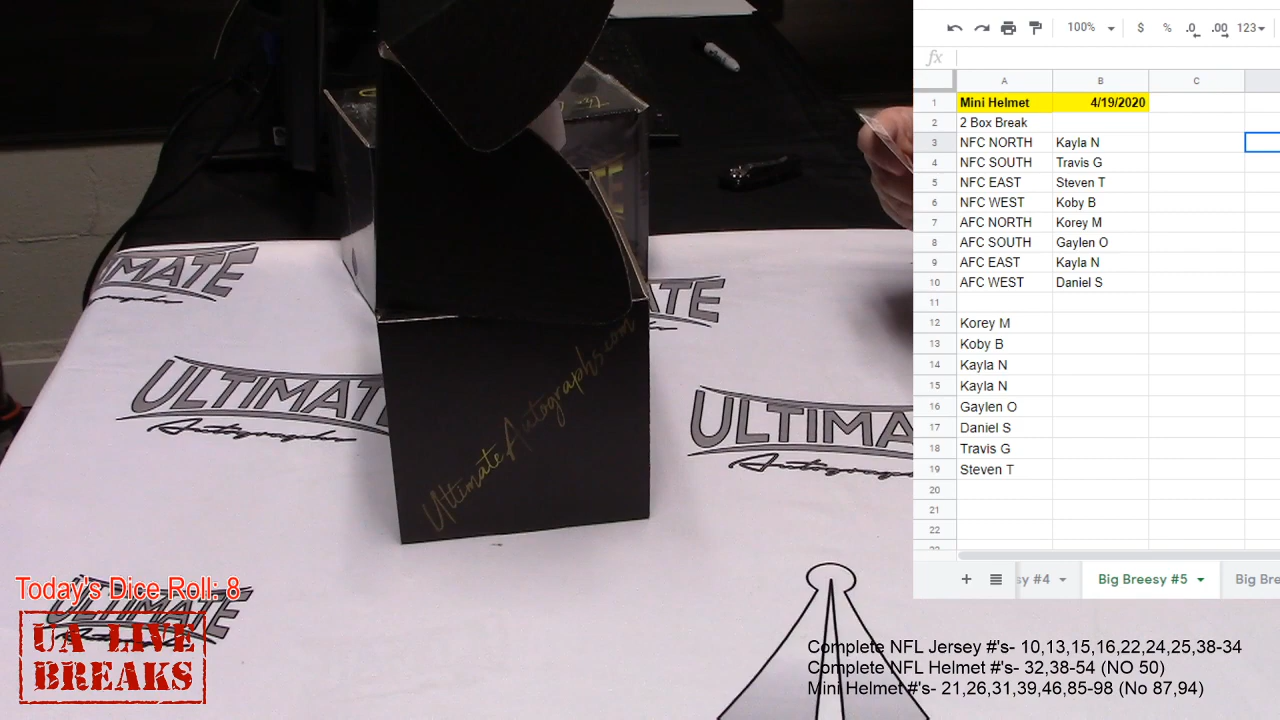 100% $ % .0 .00 123
fx
A B C
1 Mini Helmet 4/19/2020
2 2 Box Break
3 NFC NORTH Kayla N
4 NFC SOUTH Travis G
5 NFC EAST Steven T
6 NFC WEST Koby B
7 AFC NORTH Korey M
8 AFC SOUTH Gaylen O
9 AFC EAST Kayla N
10 AFC WEST Daniel S
11
12 Korey M
13 Koby B
14 Kayla N
15 Kayla N
16 Gaylen O
17 Daniel S
18 Travis G
19 Steven T
20
21
22
sy #4 Big Breesy #5 Big Bre
ULTIMATE
Autographs
ULTIMATE
Autographs
UltimateAutographs.com
ULTIMA
Autographs
ULTIMATE
Today's Dice Roll: 8
UA LIVE
BREAKS
Complete NFL Jersey #'s- 10,13,15,16,22,24,25,38-34
Complete NFL Helmet #'s- 32,38-54 (NO 50)
Mini Helmet #'s- 21,26,31,39,46,85-98 (No 87,94)